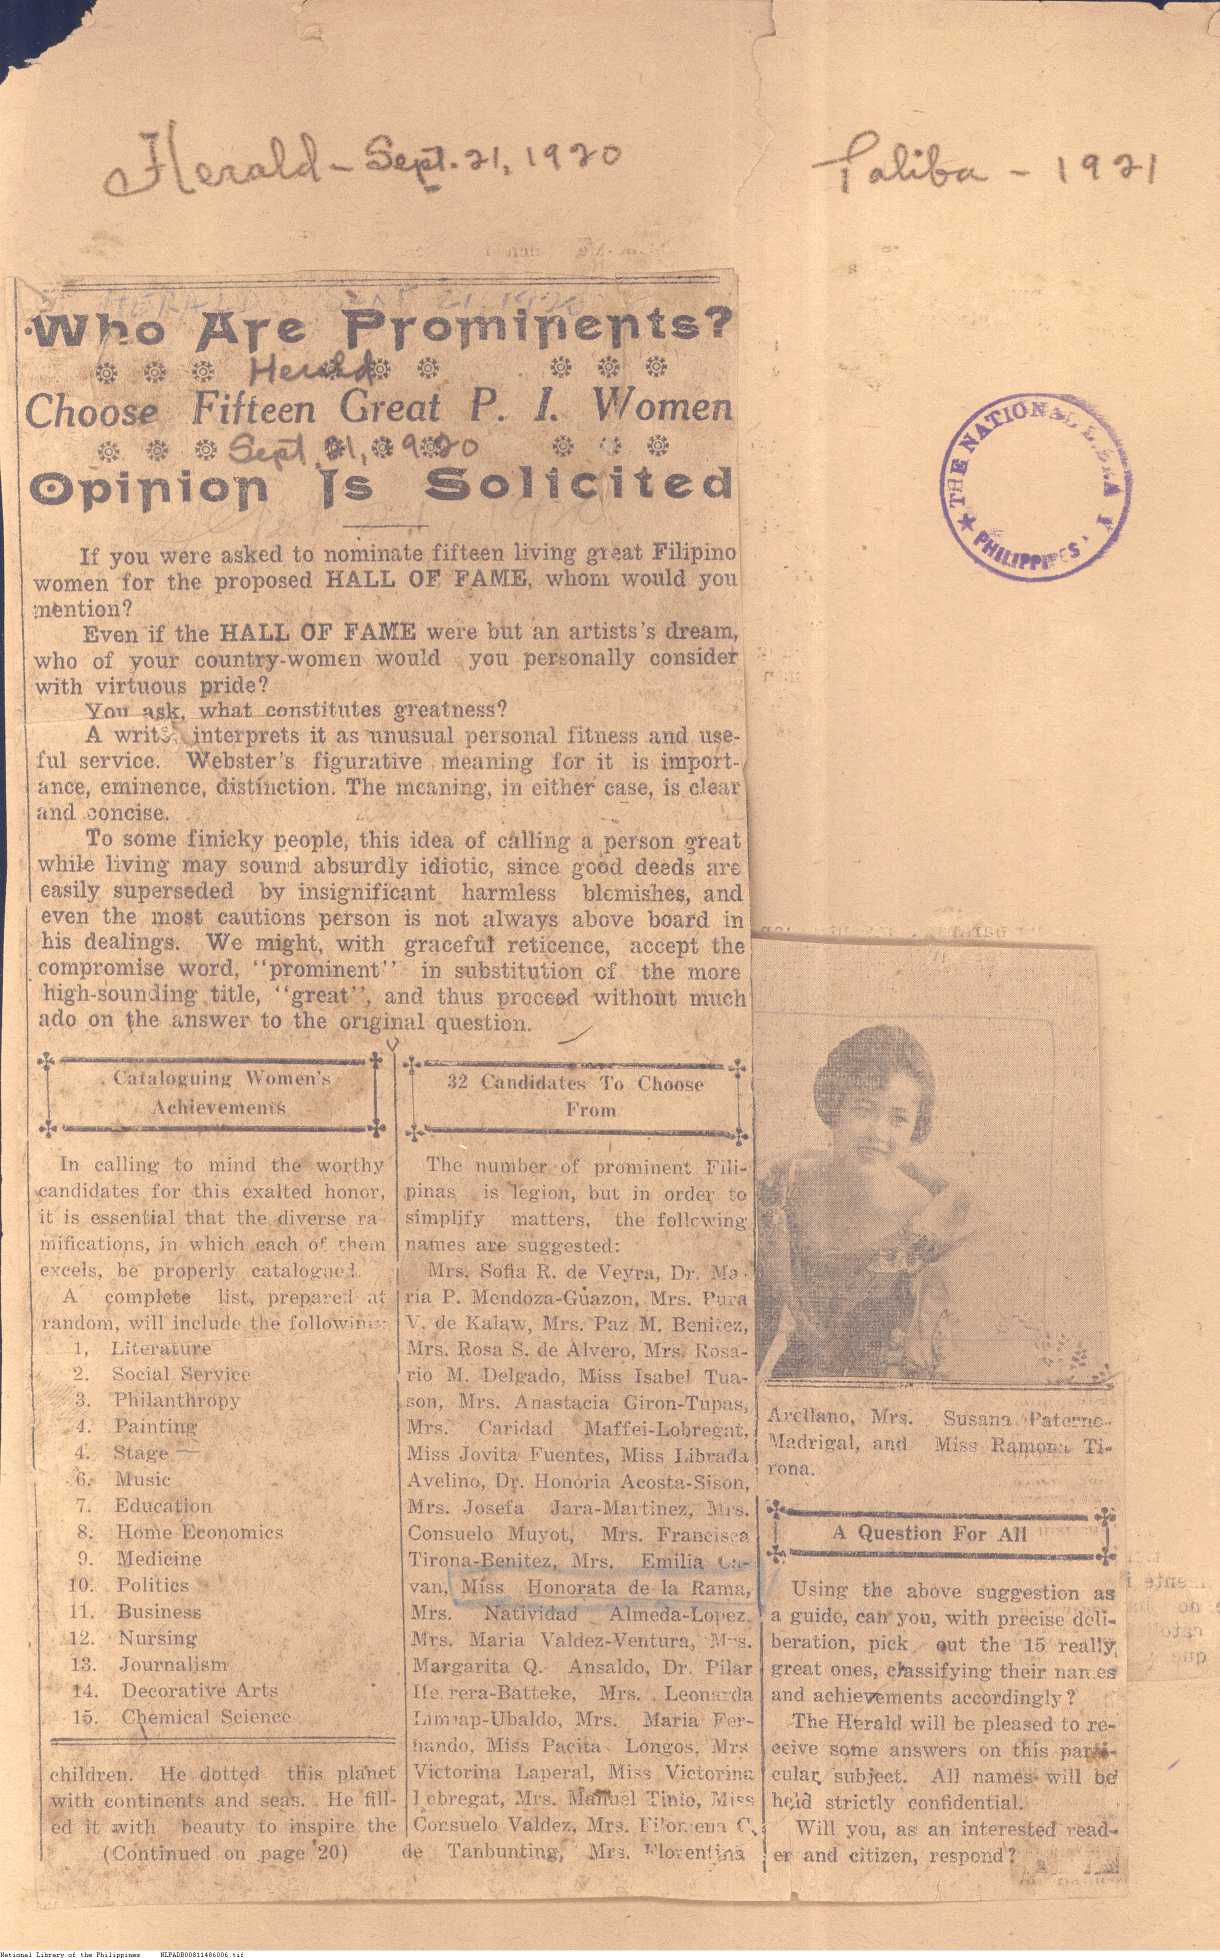 Herald - Sept. 21, 1920
Taliba - 1921
THE NATIONAL LIBRARY
PHILIPPINES
HERALD SEPT 21, 1920
Who Are Prominents?
Herald
Choose Fifteen Great P. I. Women
Sept. 21, 1920
Opinion Is Solicited
If you were asked to nominate fifteen living great Filipino
women for the proposed HALL OF FAME, whom would you
mention?
Even if the HALL OF FAME were but an artists's dream,
who of your country-women would you personally consider
with virtuous pride?
You ask, what constitutes greatness?
A writer interprets it as unusual personal fitness and use-
ful service. Webster's figurative meaning for it is import-
ance, eminence, distinction. The meaning, in either case, is clear
and concise.
To some finicky people, this idea of calling a person great
while living may sound absurdly idiotic, since good deeds are
easily superseded by insignificant harmless blemishes, and
even the most cautions person is not always above board in
his dealings. We might, with graceful reticence, accept the
compromise word, "prominent" in substitution of the more
high-sounding title, "great", and thus proceed without much
ado on the answer to the original question.
Cataloguing Women's
Achievements
In calling to mind the worthy
candidates for this exalted honor,
it is essential that the diverse ra-
mifications, in which each of them
excels, be properly catalogued.
A complete list, prepared at
random, will include the following:
1, Literature
2. Social Service
3. Philanthropy
4. Painting
4. Stage
6. Music
7. Education
8. Home Economics
9. Medicine
10. Politics
11. Business
12. Nursing
13. Journalism
14. Decorative Arts
15. Chemical Science
children. He dotted this planet
with continents and seas. He fill-
ed it with beauty to inspire the
(Continued on page 20)
32 Candidates To Choose
From
The number of prominent Fili-
pinas is legion, but in order to
simplify matters, the following
names are suggested:
Mrs. Sofia R. de Veyra, Dr. Ma-
ria P. Mendoza-Guazon, Mrs. Pura
V. de Kalaw, Mrs. Paz M. Benitez,
Mrs. Rosa S. de Alvero, Mrs. Rosa-
rio M. Delgado, Miss Isabel Tua-
son, Mrs. Anastacia Giron-Tupas,
Mrs. Caridad Maffei-Lobregat,
Miss Jovita Fuentes, Miss Librada
Avelino, Dr. Honoria Acosta-Sison,
Mrs. Josefa Jara-Martinez, Mrs.
Consuelo Muyot, Mrs. Francisca
Tirona-Benitez, Mrs. Emilia Ca-
van, Miss Honorata de la Rama,
Mrs. Natividad Almeda-Lopez,
Mrs. Maria Valdez-Ventura, Mrs.
Margarita Q. Ansaldo, Dr. Pilar
Herrera-Batteke, Mrs. Leonarda
Limjap-Ubaldo, Mrs. Maria Fer-
nando, Miss Pacita Longos, Mrs
Victorina Laperal, Miss Victorina
Lobregat, Mrs. Manuel Tinio, Miss
Consuelo Valdez, Mrs. Filomena C.
de Tanbunting, Mrs. Florentina
Arellano, Mrs. Susana Paterno-
Madrigal, and Miss Ramona Ti-
rona.
A Question For All
Using the above suggestion as
a guide, can you, with precise deli-
beration, pick out the 15 really
great ones, classifying their names
and achievements accordingly?
The Herald will be pleased to re-
ceive some answers on this parti-
cular subject. All names will be
held strictly confidential.
Will you, as an interested read-
er and citizen, respond?
National Library of the Philippines NLPADB00811486006.tif